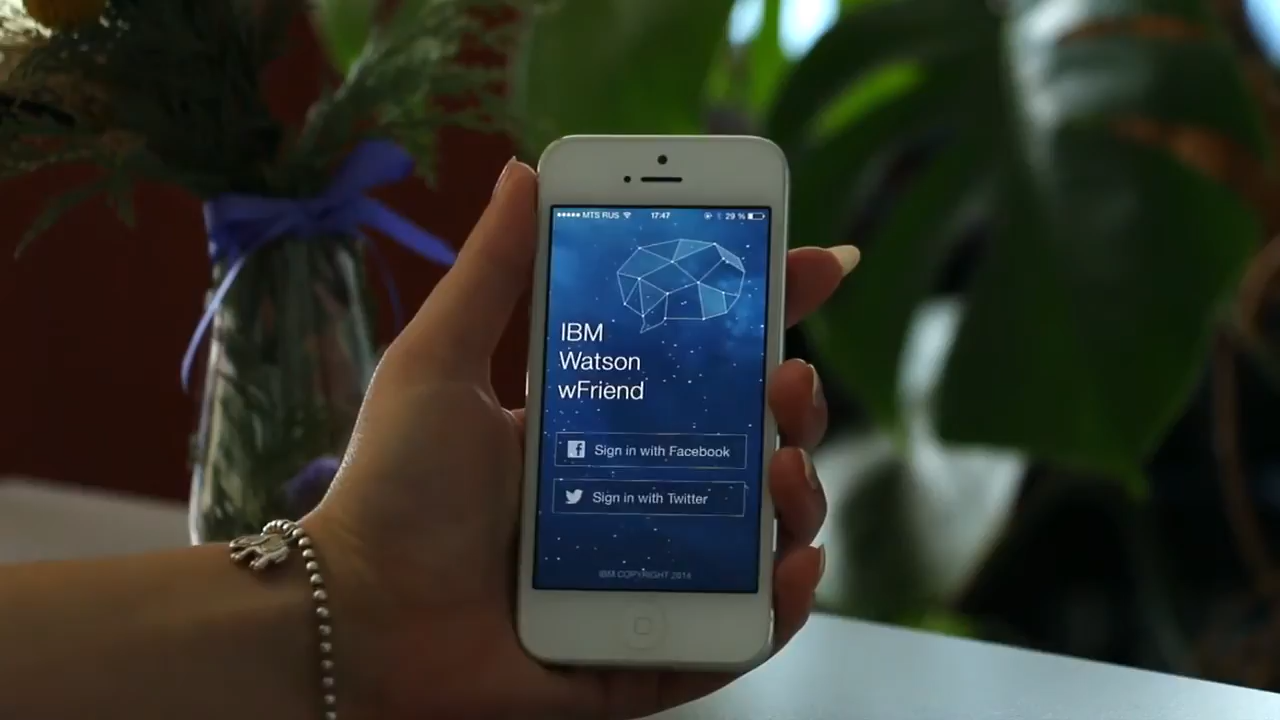 MTS RUS 17:47 29 %
IBM
Watson
wFriend
Sign in with Facebook
Sign in with Twitter
IBM COPYRIGHT 2014